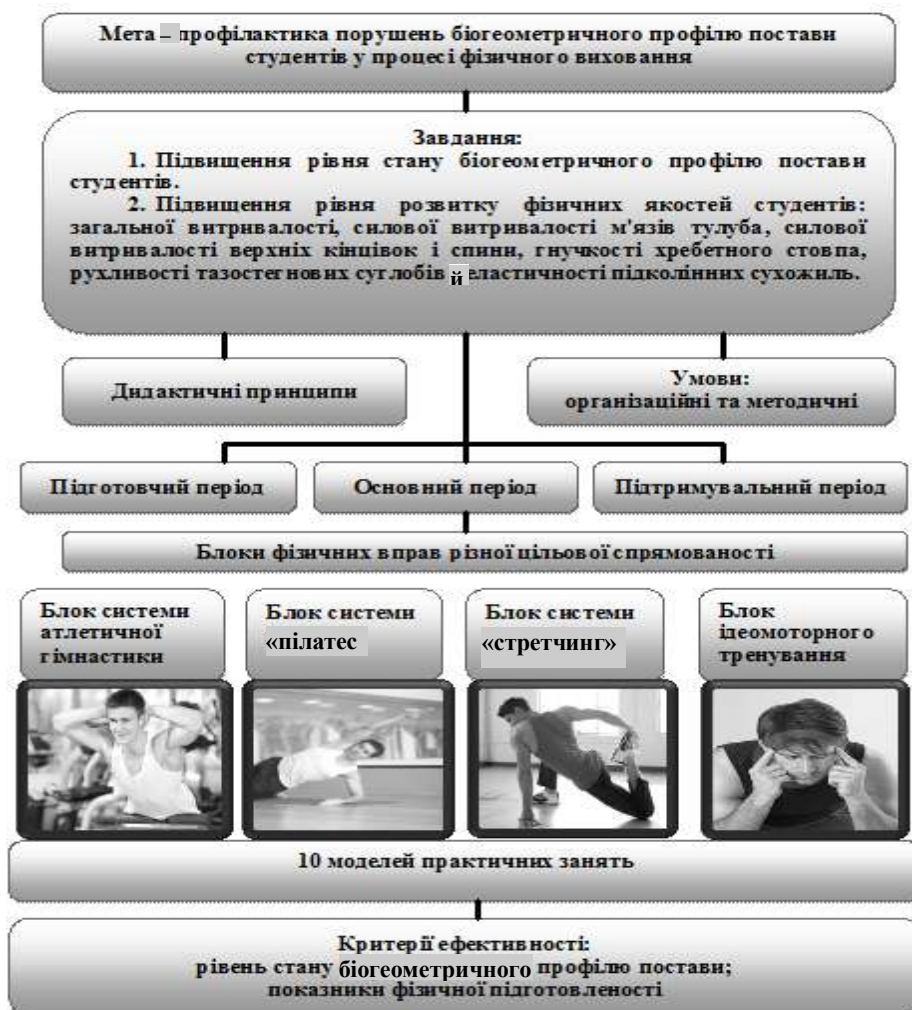 Мета – профілактика порушень біогеометричного профілю постави
студентів у процесі фізичного виховання
Завдання:
1. Підвищення рівня стану біогеометричного профілю постави
студентів.
2. Підвищення рівня розвитку фізичних якостей студентів:
загальної витривалості, силової витривалості м'язів тулуба, силової
витривалості верхніх кінцівок і спини, гнучкості хребетного стовпа,
рухливості тазостегнових суглобів й еластичності підколінних сухожиль.
Дидактичні принципи
Умови:
організаційні та методичні
Підготовчий період
Основний період
Підтримувальний період
Блоки фізичних вправ різної цільової спрямованості
Блок системи
атлетичної
гімнастики
Блок системи
«пілатес
Блок системи
«стретчинг»
Блок
ідеомоторного
тренування
10 моделей практичних занять
Критерії ефективності:
рівень стану біогеометричного профілю постави;
показники фізичної підготовленості